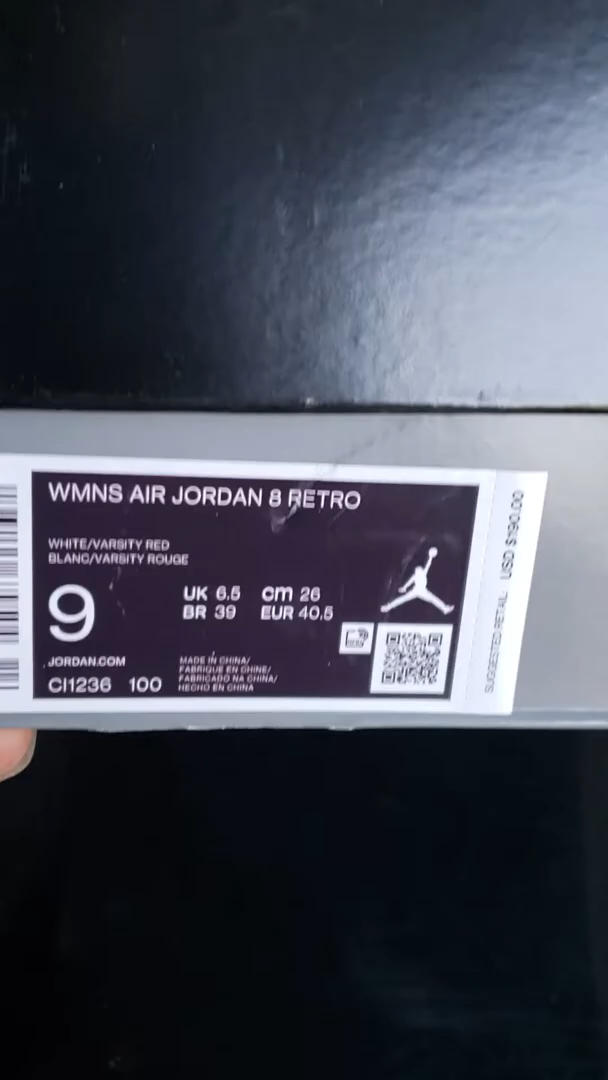 WMNS AIR JORDAN 8 RETRO
WHITE/VARSITY RED
BLANC/VARSITY ROUGE
9
UK 6.5 cm 26
BR 39 EUR 40.5
JORDAN.COM
CI1236 100
MADE IN CHINA/
FABRIQUE EN CHINE/
FABRICADO NA CHINA/
HECHO EN CHINA
SUGGESTED RETAIL USD $190.00